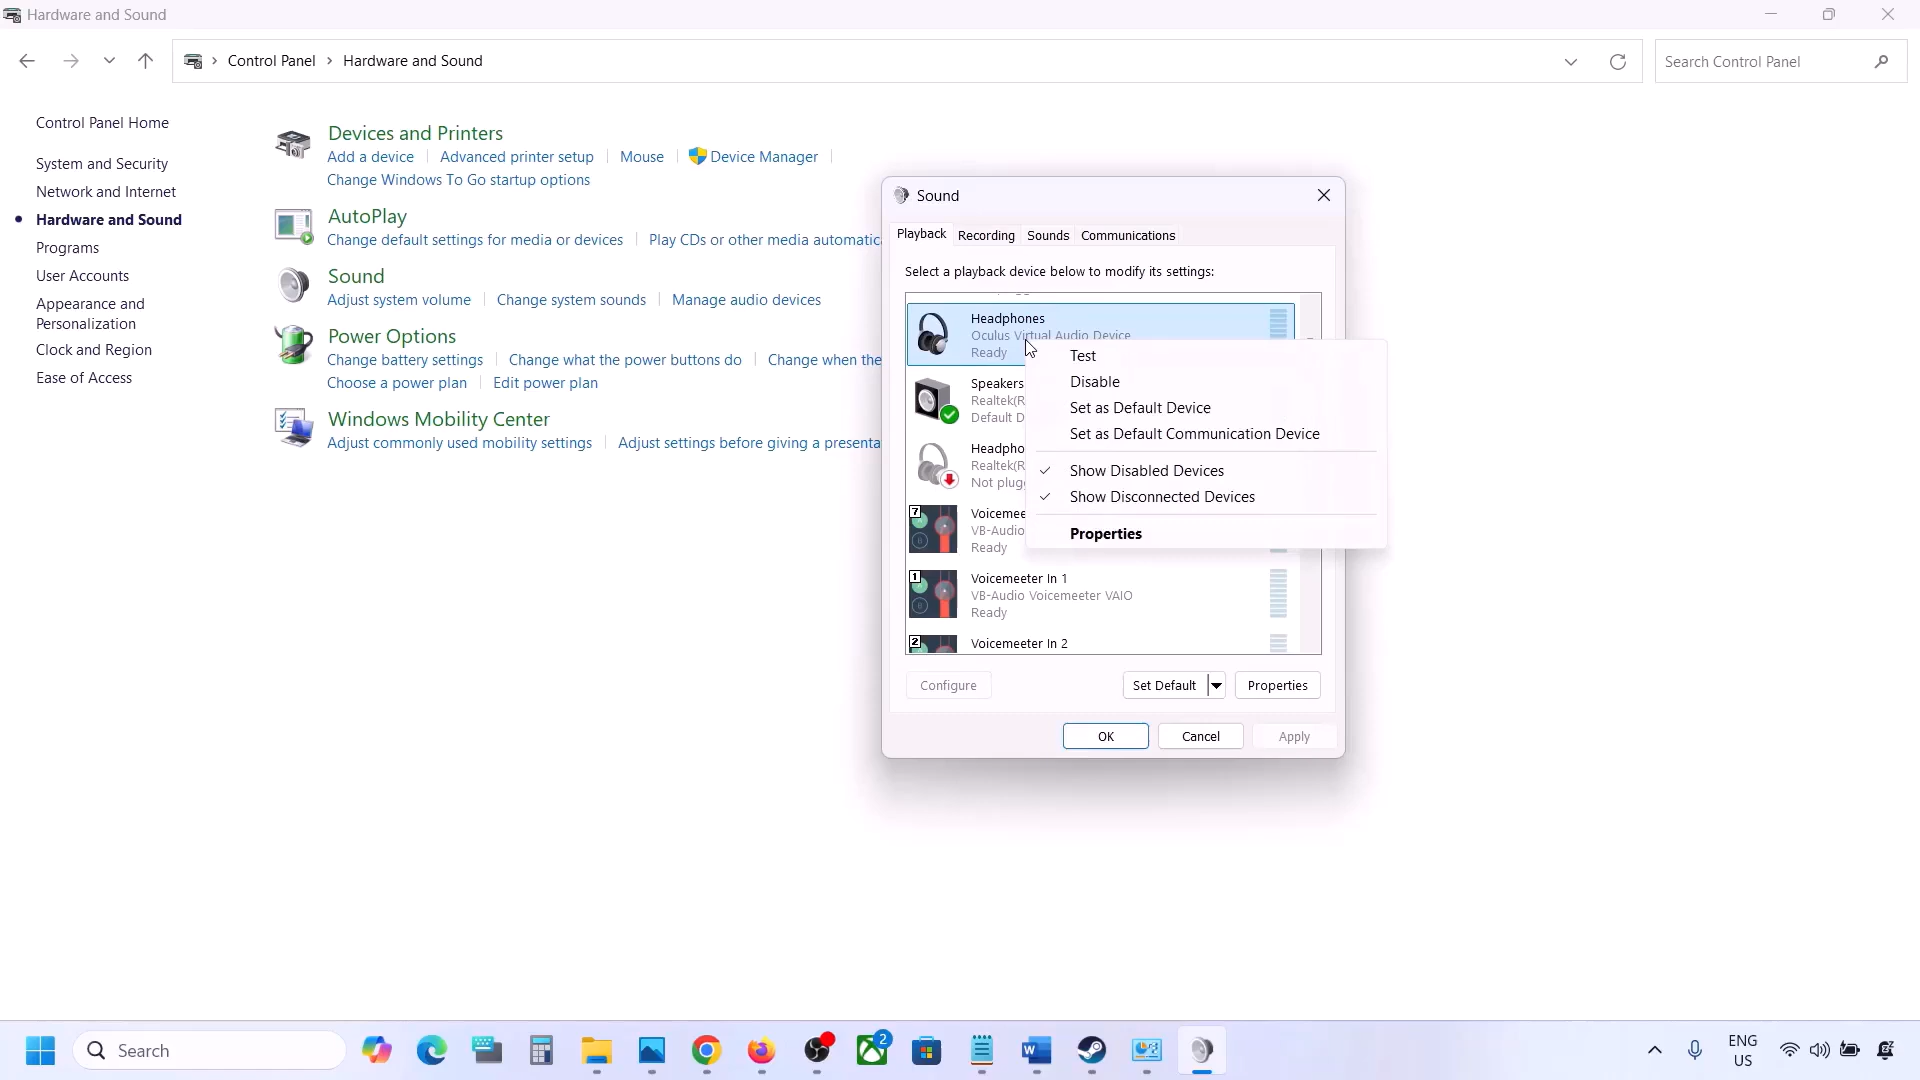 Hardware and Sound
Control Panel
Hardware and Sound
Search Control Panel
Control Panel Home
System and Security
Network and Internet
Hardware and Sound
Programs
User Accounts
Appearance and
Personalization
Clock and Region
Ease of Access
Devices and Printers
Add a device
Advanced printer setup
Mouse
Device Manager
Change Windows To Go startup options
AutoPlay
Change default settings for media or devices
Play CDs or other media automatic
Sound
Adjust system volume
Change system sounds
Manage audio devices
Power Options
Change battery settings
Change what the power buttons do
Change when the
Choose a power plan
Edit power plan
Windows Mobility Center
Adjust commonly used mobility settings
Adjust settings before giving a presenta
Sound
Playback
Recording
Sounds
Communications
Select a playback device below to modify its settings:
Headphones
Oculus Virtual Audio Device
Ready
Speakers
Realtek(R
Default D
Headpho
Realtek(R
Not plugg
7
Voicemee
VB-Audio
Ready
1
Voicemeeter In 1
VB-Audio Voicemeeter VAIO
Ready
2
Voicemeeter In 2
Test
Disable
Set as Default Device
Set as Default Communication Device
Show Disabled Devices
Show Disconnected Devices
Properties
Configure
Set Default
Properties
OK
Cancel
Apply
Search
2
ENG
US